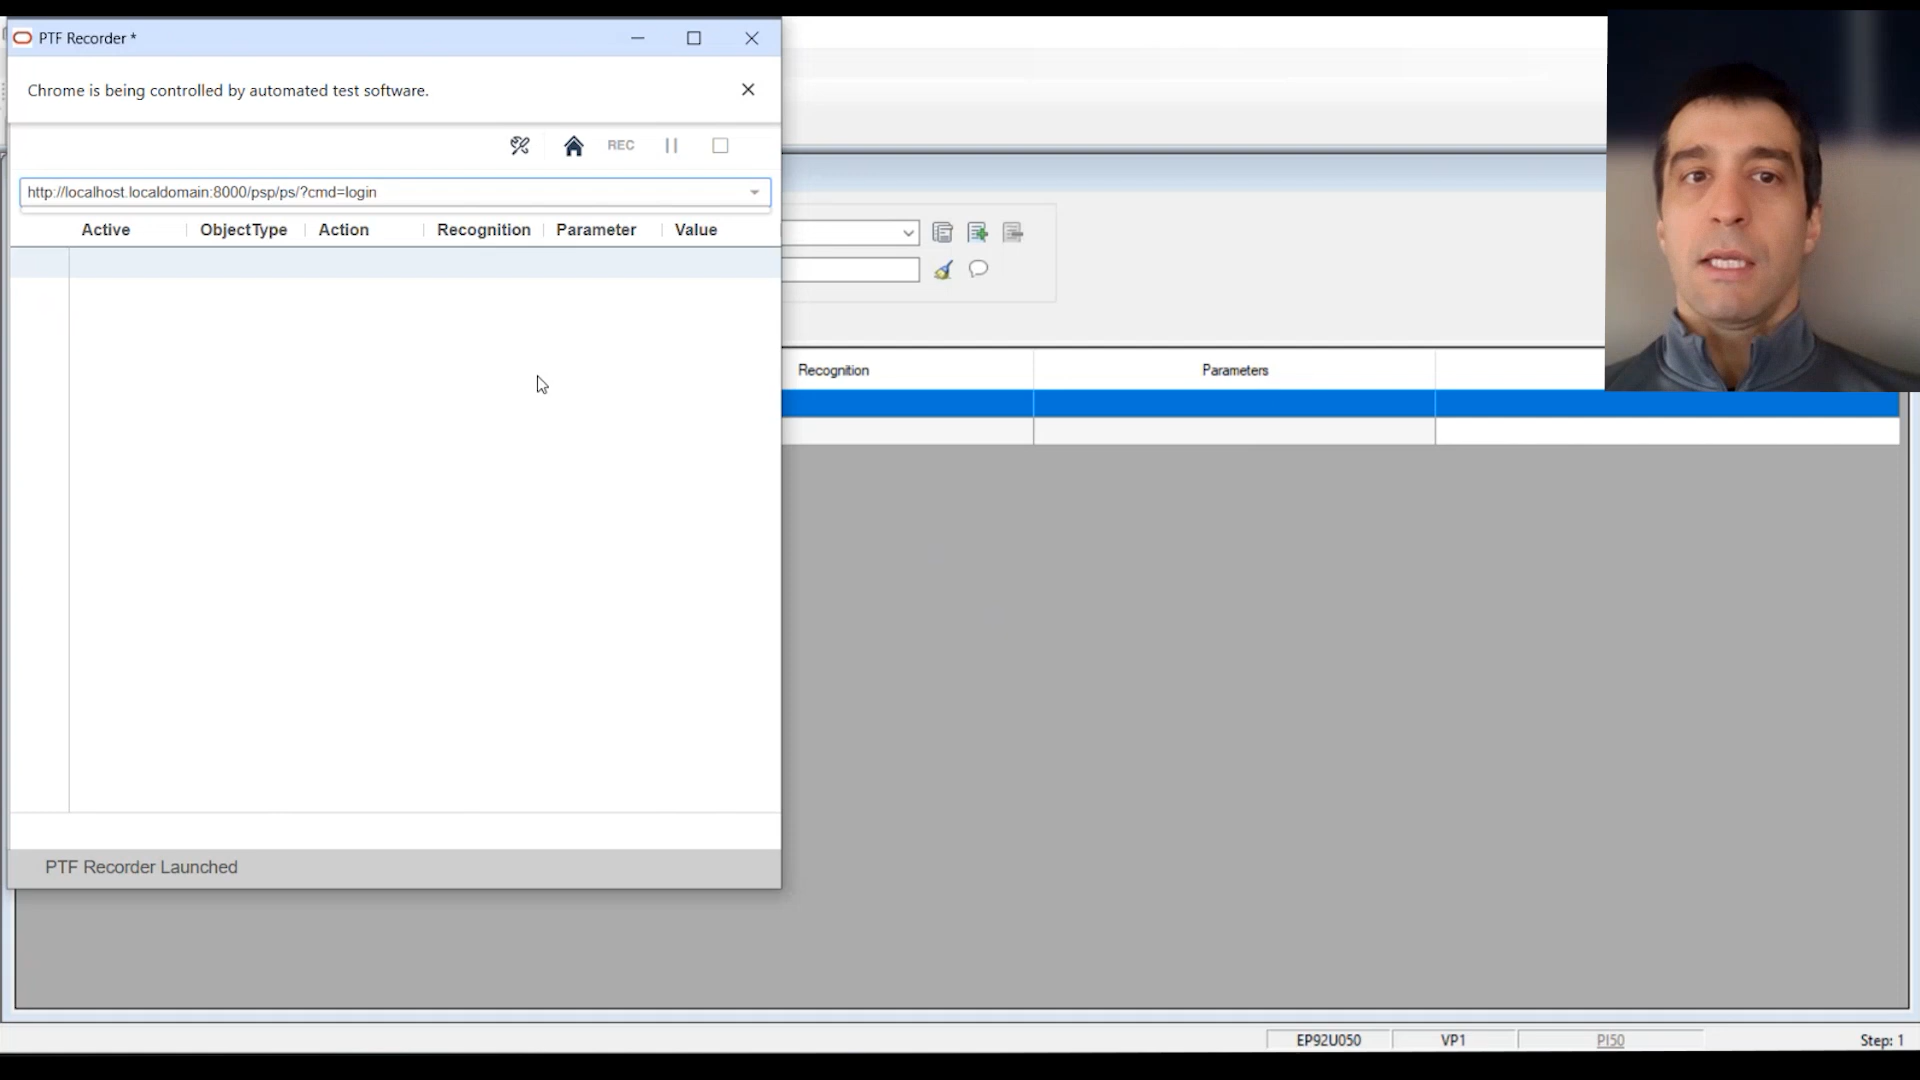 PTF Recorder *
Chrome is being controlled by automated test software.
REC
http://localhost.localdomain:8000/psp/ps/?cmd=login
Active ObjectType Action Recognition Parameter Value
Recognition Parameters
PTF Recorder Launched
EP92U050 VP1 PI50 Step: 1